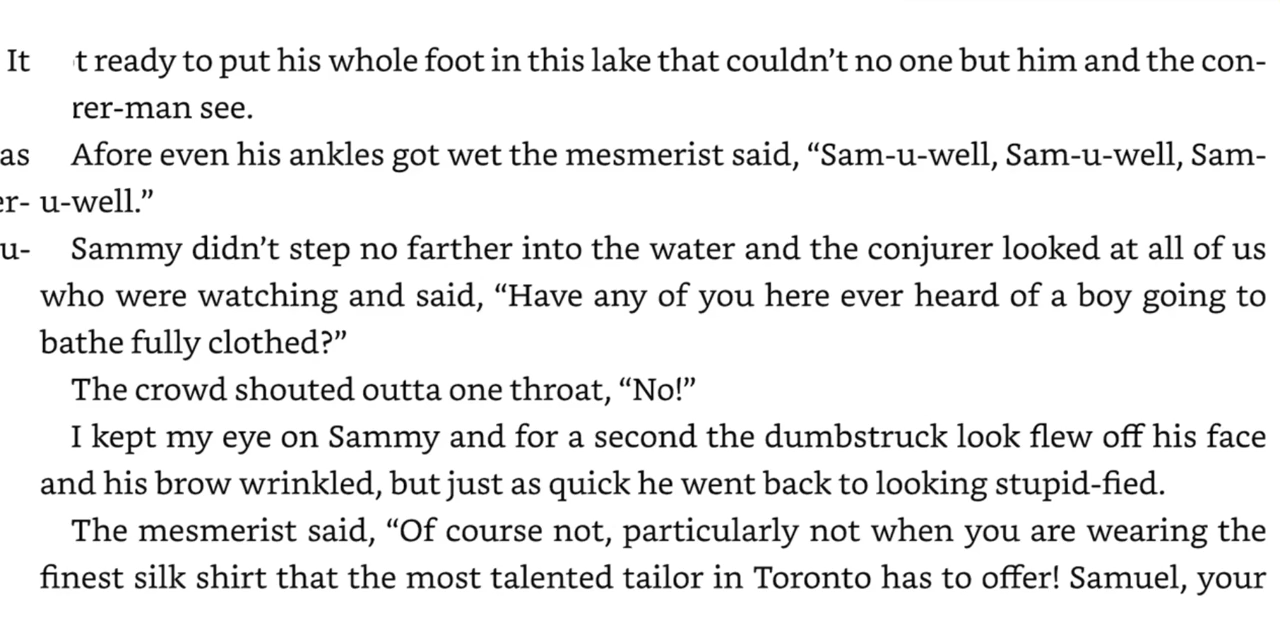 It t ready to put his whole foot in this lake that couldn’t no one but him and the con-
rer-man see.
as Afore even his ankles got wet the mesmerist said, “Sam-u-well, Sam-u-well, Sam-
er- u-well.”
u- Sammy didn’t step no farther into the water and the conjurer looked at all of us
who were watching and said, “Have any of you here ever heard of a boy going to
bathe fully clothed?”
The crowd shouted outta one throat, “No!”
I kept my eye on Sammy and for a second the dumbstruck look flew off his face
and his brow wrinkled, but just as quick he went back to looking stupid-fied.
The mesmerist said, “Of course not, particularly not when you are wearing the
finest silk shirt that the most talented tailor in Toronto has to offer! Samuel, your